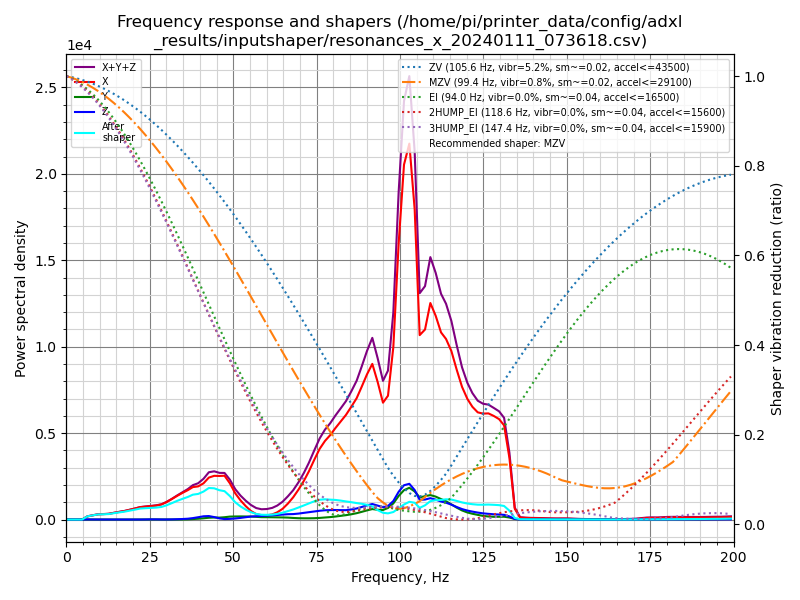 Frequency response and shapers (/home/pi/printer_data/config/adxl
_results/inputshaper/resonances_x_20240111_073618.csv)
1e4
X+Y+Z
X
Y
Z
After
shaper
ZV (105.6 Hz, vibr=5.2%, sm~=0.02, accel<=43500)
MZV (99.4 Hz, vibr=0.8%, sm~=0.02, accel<=29100)
EI (94.0 Hz, vibr=0.0%, sm~=0.04, accel<=16500)
2HUMP_EI (118.6 Hz, vibr=0.0%, sm~=0.04, accel<=15600)
3HUMP_EI (147.4 Hz, vibr=0.0%, sm~=0.04, accel<=15900)
Recommended shaper: MZV
Power spectral density
2.5
2.0
1.5
1.0
0.5
0.0
1.0
0.8
0.6
0.4
0.2
0.0
Shaper vibration reduction (ratio)
0 25 50 75 100 125 150 175 200
Frequency, Hz